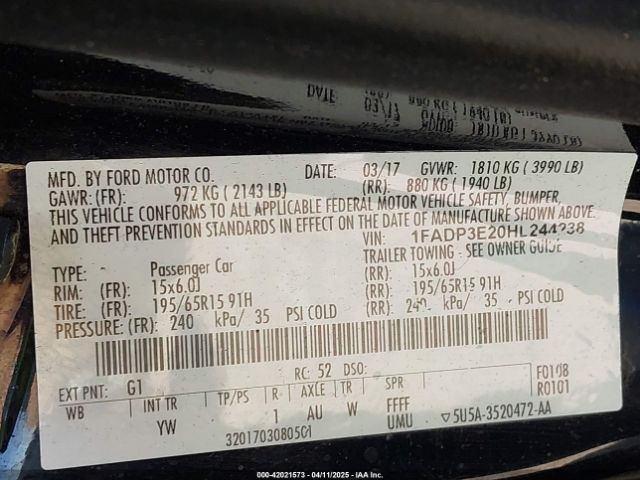 MFD. BY FORD MOTOR CO. DATE: 03/17 GVWR: 1810 KG ( 3990 LB)
GAWR: (FR): 972 KG ( 2143 LB) (RR): 880 KG ( 1940 LB)
THIS VEHICLE CONFORMS TO ALL APPLICABLE FEDERAL MOTOR VEHICLE SAFETY, BUMPER,
AND THEFT PREVENTION STANDARDS IN EFFECT ON THE DATE OF MANUFACTURE SHOWN ABOVE.
VIN: 1FADP3E20HL
TRAILER TOWING - SEE OWNER GUIDE
TYPE: Passenger Car
RIM: (FR): 15x6.0J (RR): 15x6.0J
TIRE: (FR): 195/65R15 91H (RR): 195/65R15 91H
PRESSURE: (FR): 240 kPa/ 35 PSI COLD (RR): 240 kPa/ 35 PSI COLD
RC: 52 DSO:
EXT PNT: G1 F0108
R0101
WB INT TR TP/PS R AXLE TR SPR
YW 1 AU W FFFF
UMU
▽5U5A-3520472-AA
320170308050
000-42021573 - 04/11/2025 - IAAI.COM